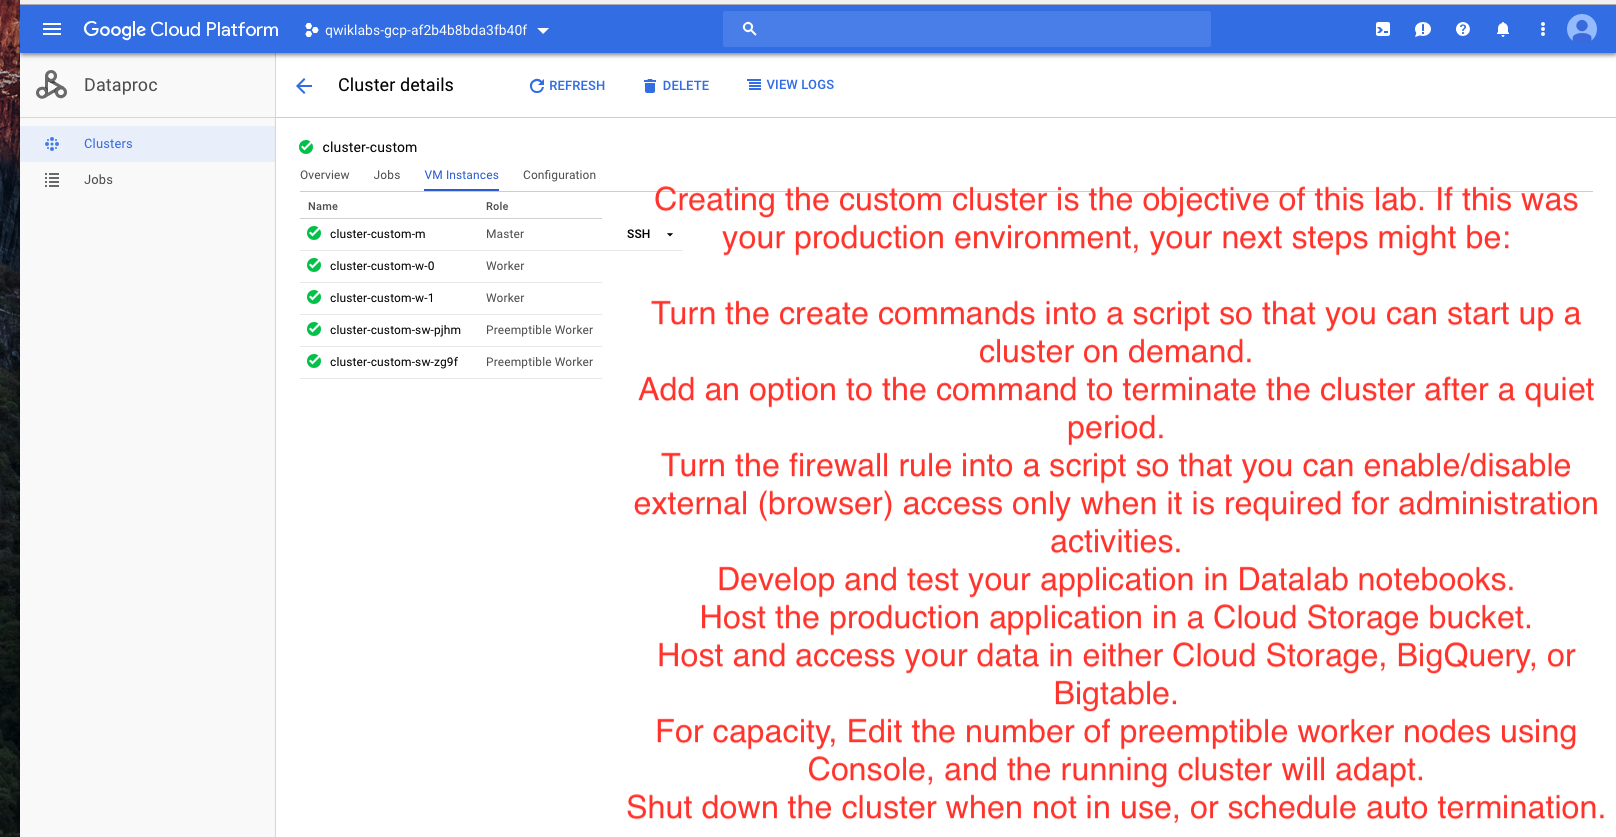 Google Cloud Platform
qwiklabs-gcp-af2b4b8bda3fb40f
Dataproc
Cluster details
REFRESH
DELETE
VIEW LOGS
Clusters
Jobs
cluster-custom
Overview
Jobs
VM Instances
Configuration
Name Role
cluster-custom-m Master SSH
cluster-custom-w-0 Worker
cluster-custom-w-1 Worker
cluster-custom-sw-pjhm Preemptible Worker
cluster-custom-sw-zg9f Preemptible Worker
Creating the custom cluster is the objective of this lab. If this was
your production environment, your next steps might be:
Turn the create commands into a script so that you can start up a
cluster on demand.
Add an option to the command to terminate the cluster after a quiet
period.
Turn the firewall rule into a script so that you can enable/disable
external (browser) access only when it is required for administration
activities.
Develop and test your application in Datalab notebooks.
Host the production application in a Cloud Storage bucket.
Host and access your data in either Cloud Storage, BigQuery, or
Bigtable.
For capacity, Edit the number of preemptible worker nodes using
Console, and the running cluster will adapt.
Shut down the cluster when not in use, or schedule auto termination.